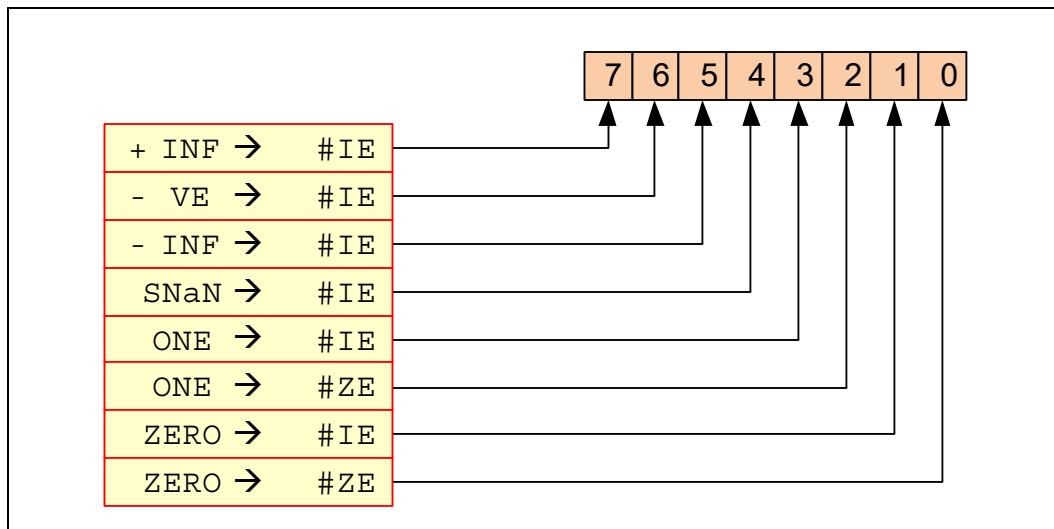 7 6 5 4 3 2 1 0
+ INF → #IE
- VE → #IE
- INF → #IE
SNaN → #IE
ONE → #IE
ONE → #ZE
ZERO → #IE
ZERO → #ZE